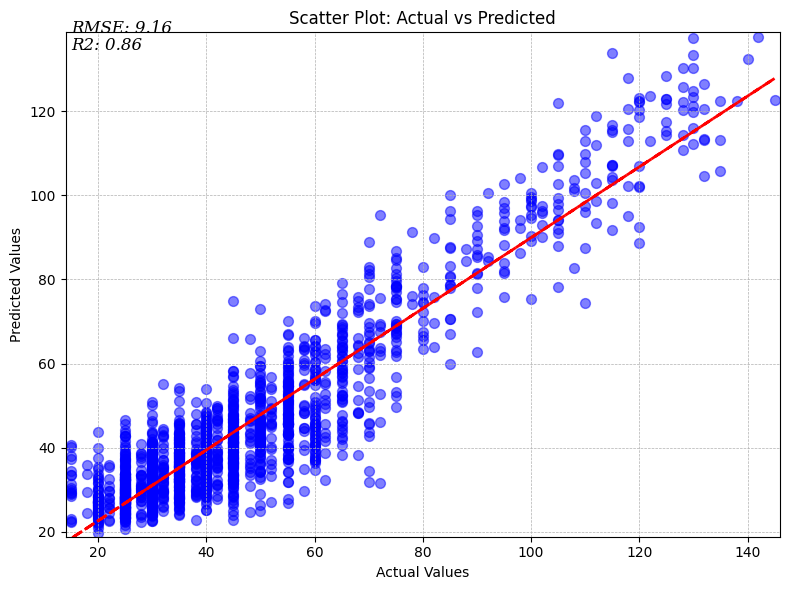 Scatter Plot: Actual vs Predicted
RMSE: 9.16
R2: 0.86
Predicted Values
120
100
80
60
40
20
20 40 60 80 100 120 140
Actual Values